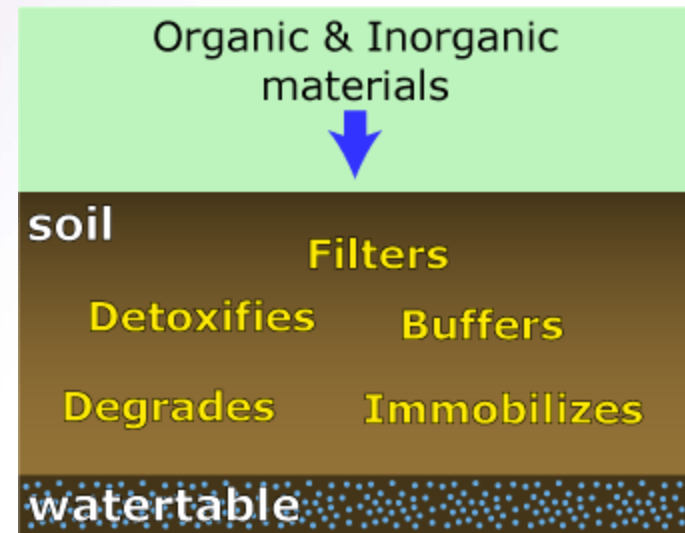 Organic & Inorganic
materials
soil
Filters
Detoxifies
Buffers
Degrades
Immobilizes
watertable